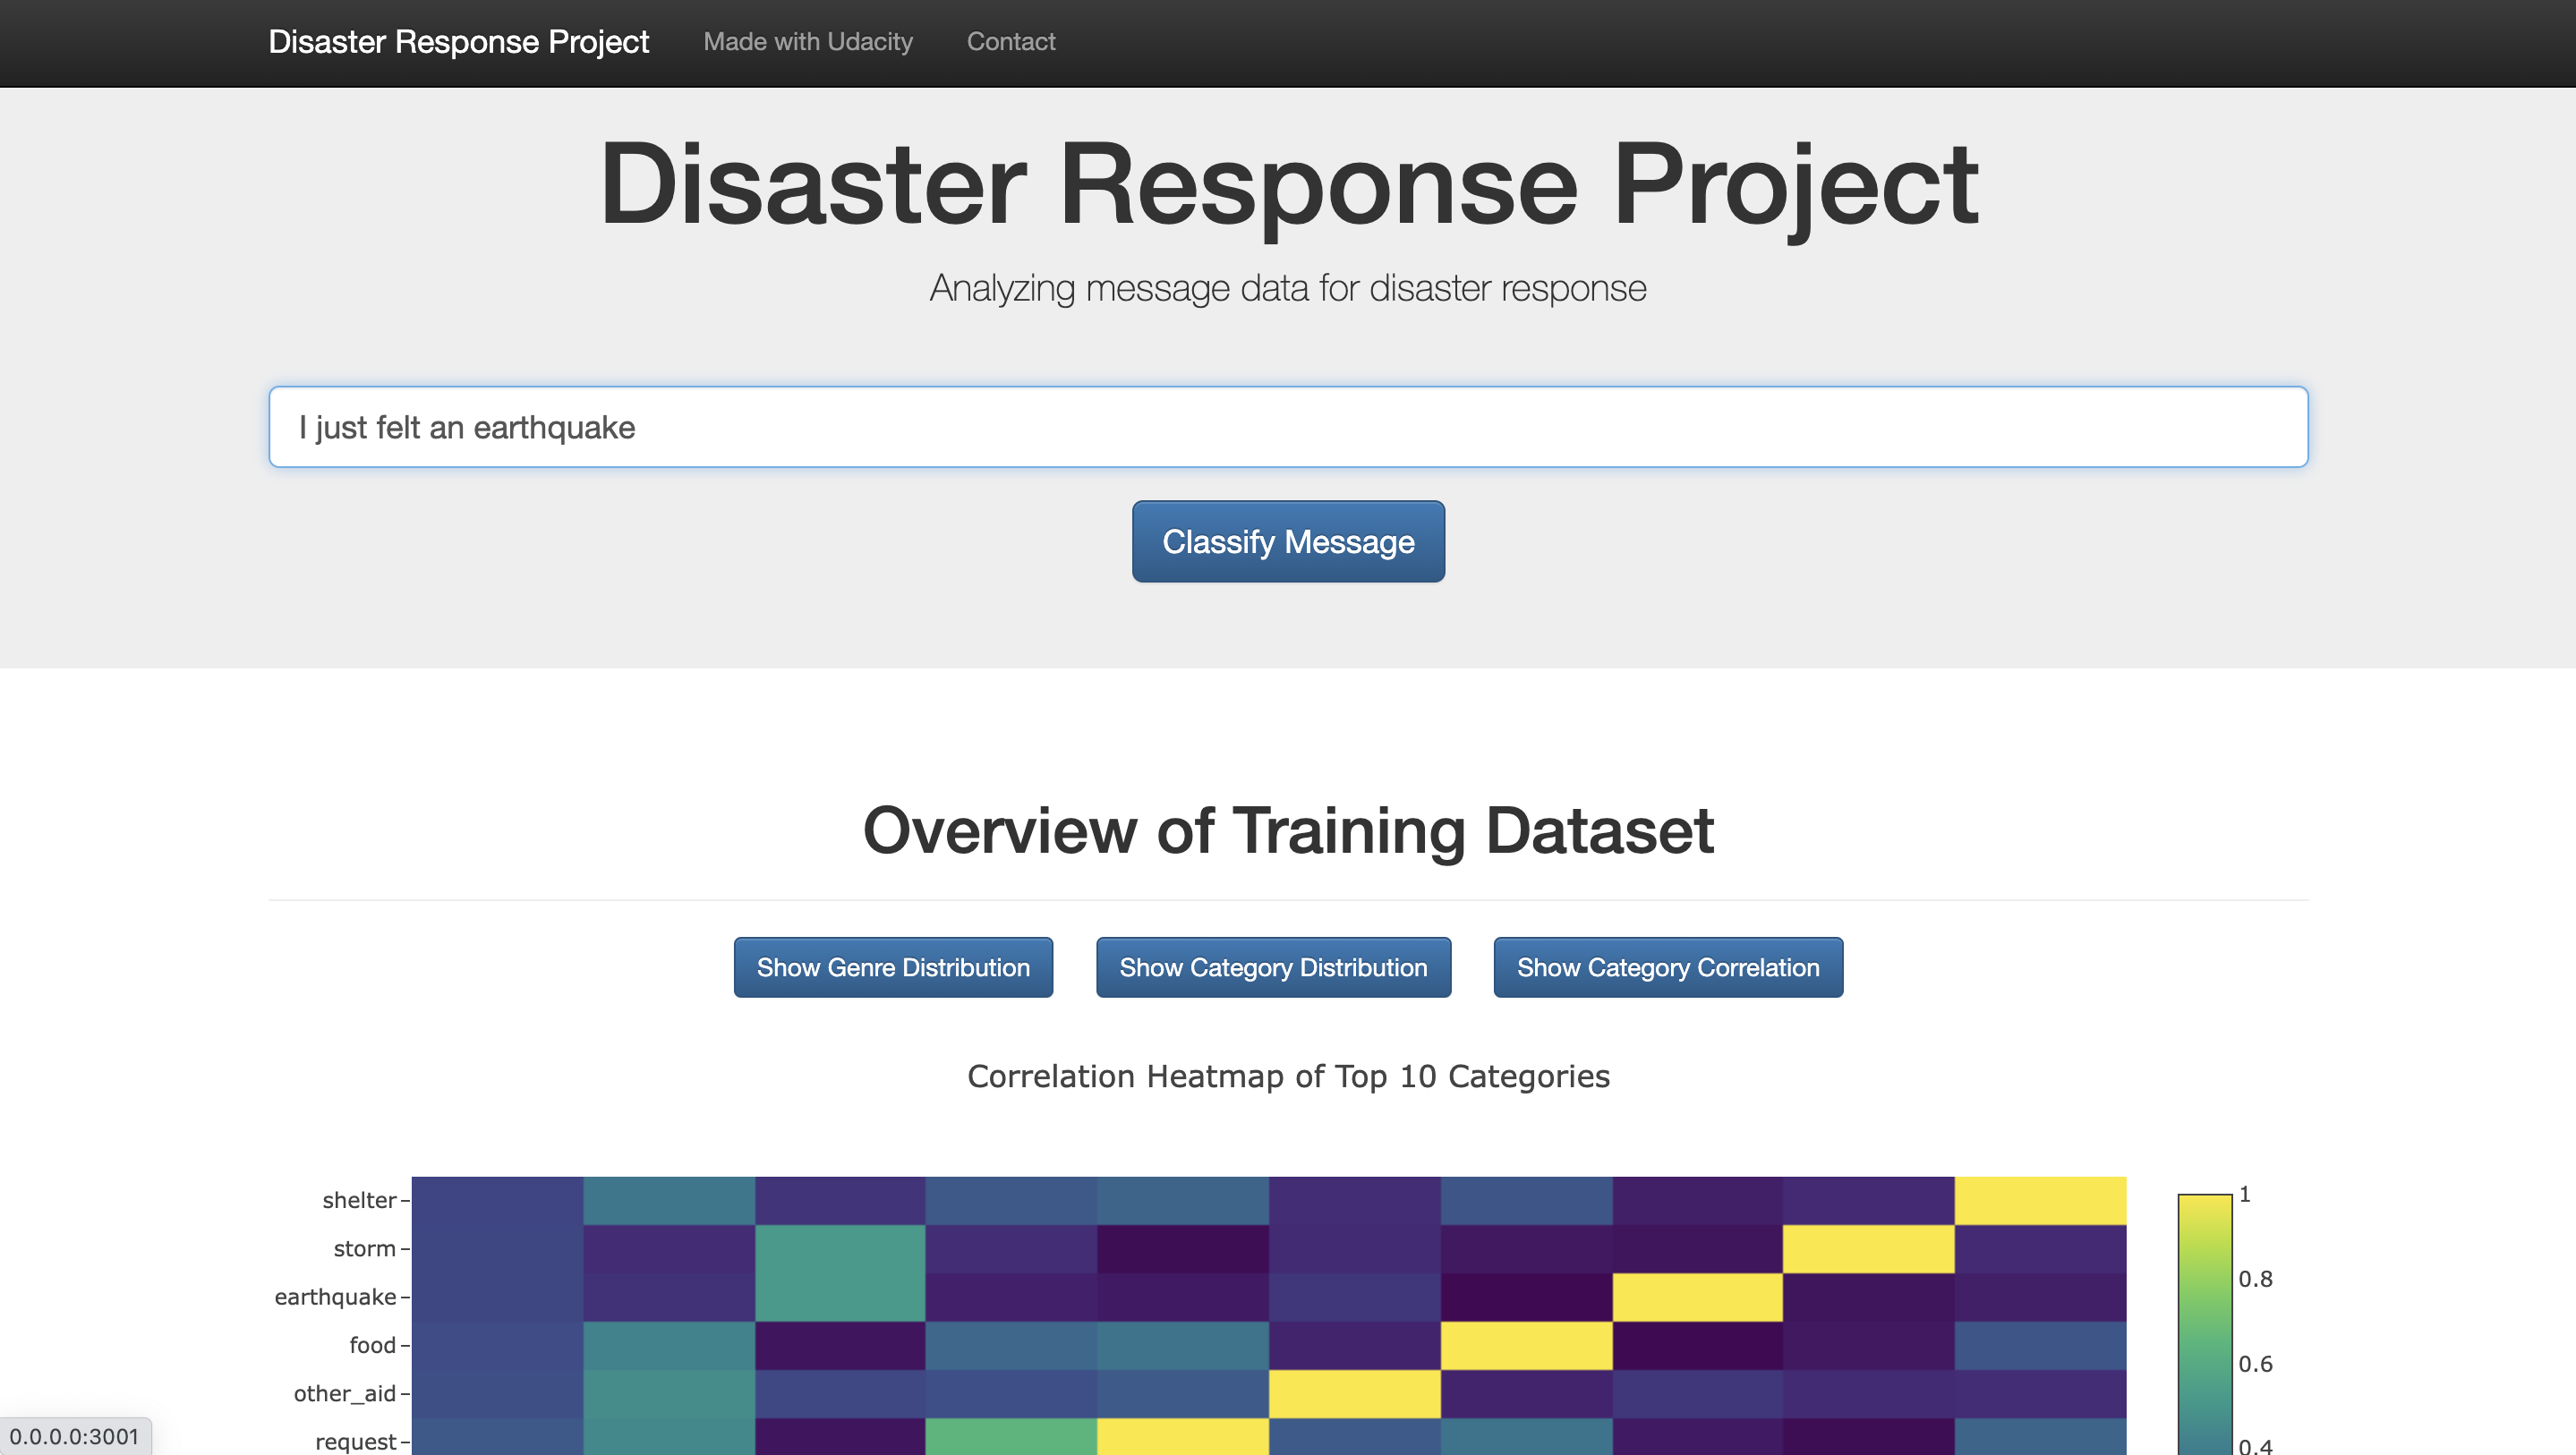 Disaster Response Project Made with Udacity Contact
Disaster Response Project
Analyzing message data for disaster response
I just felt an earthquake
Classify Message
Overview of Training Dataset
Show Genre Distribution Show Category Distribution Show Category Correlation
Correlation Heatmap of Top 10 Categories
shelter
storm
earthquake
food
other_aid
request
1
0.8
0.6
0.4
0.0.0.0:3001